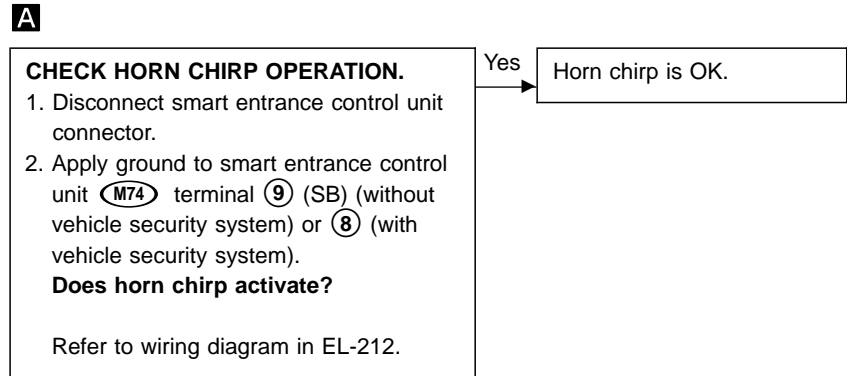 A
CHECK HORN CHIRP OPERATION.
1. Disconnect smart entrance control unit
connector.
2. Apply ground to smart entrance control
unit M74 terminal 9 (SB) (without
vehicle security system) or 8 (with
vehicle security system).
Does horn chirp activate?
Refer to wiring diagram in EL-212.
Yes
Horn chirp is OK.